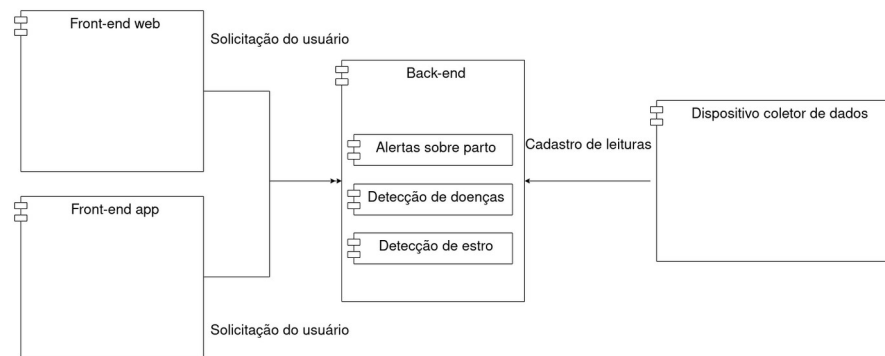 Front-end web
Solicitação do usuário
Back-end
Alertas sobre parto
Detecção de doenças
Detecção de estro
Cadastro de leituras
Dispositivo coletor de dados
Front-end app
Solicitação do usuário